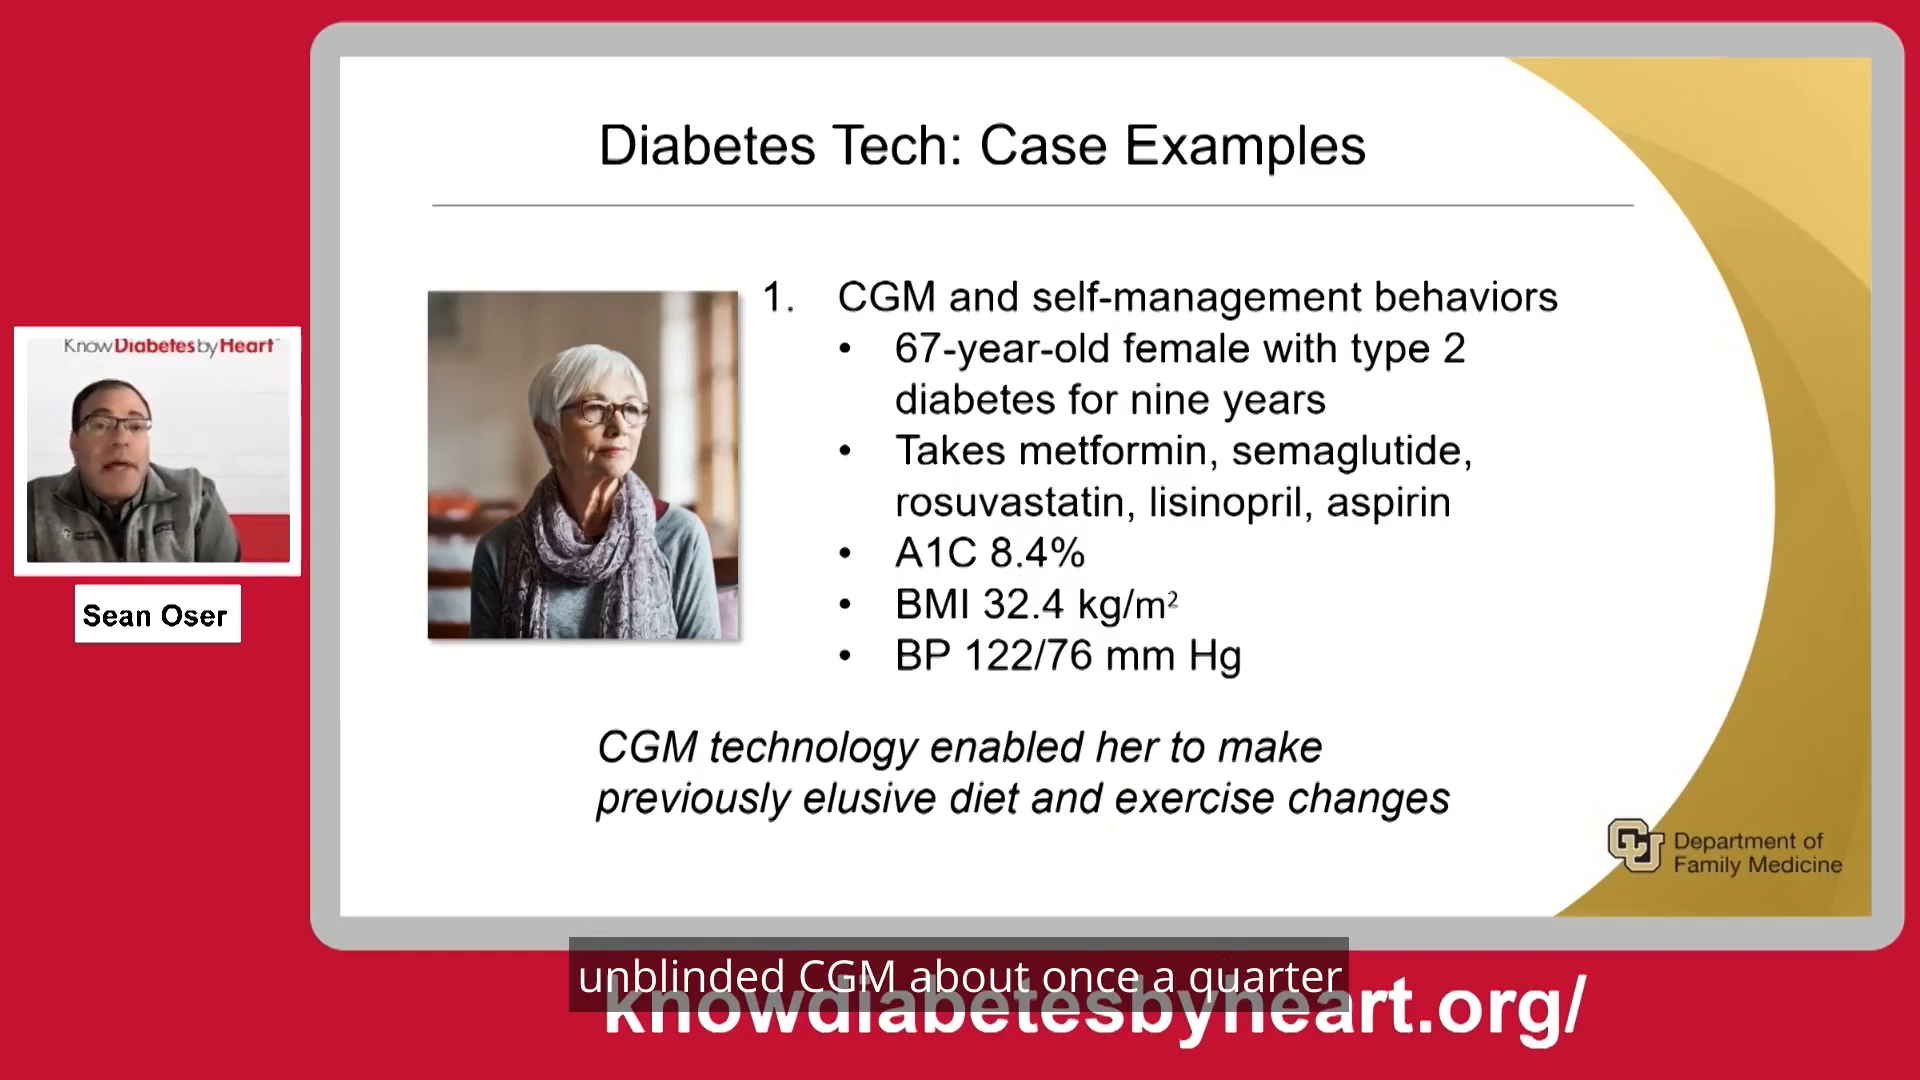 Diabetes Tech: Case Examples
1. CGM and self-management behaviors
• 67-year-old female with type 2
diabetes for nine years
• Takes metformin, semaglutide,
rosuvastatin, lisinopril, aspirin
• A1C 8.4%
• BMI 32.4 kg/m²
• BP 122/76 mm Hg
CGM technology enabled her to make
previously elusive diet and exercise changes
CU
Department of
Family Medicine
Know Diabetes by Heart
Sean Oser
unblinded CGM about once a quarter
knowdiabetesbyheart.org/